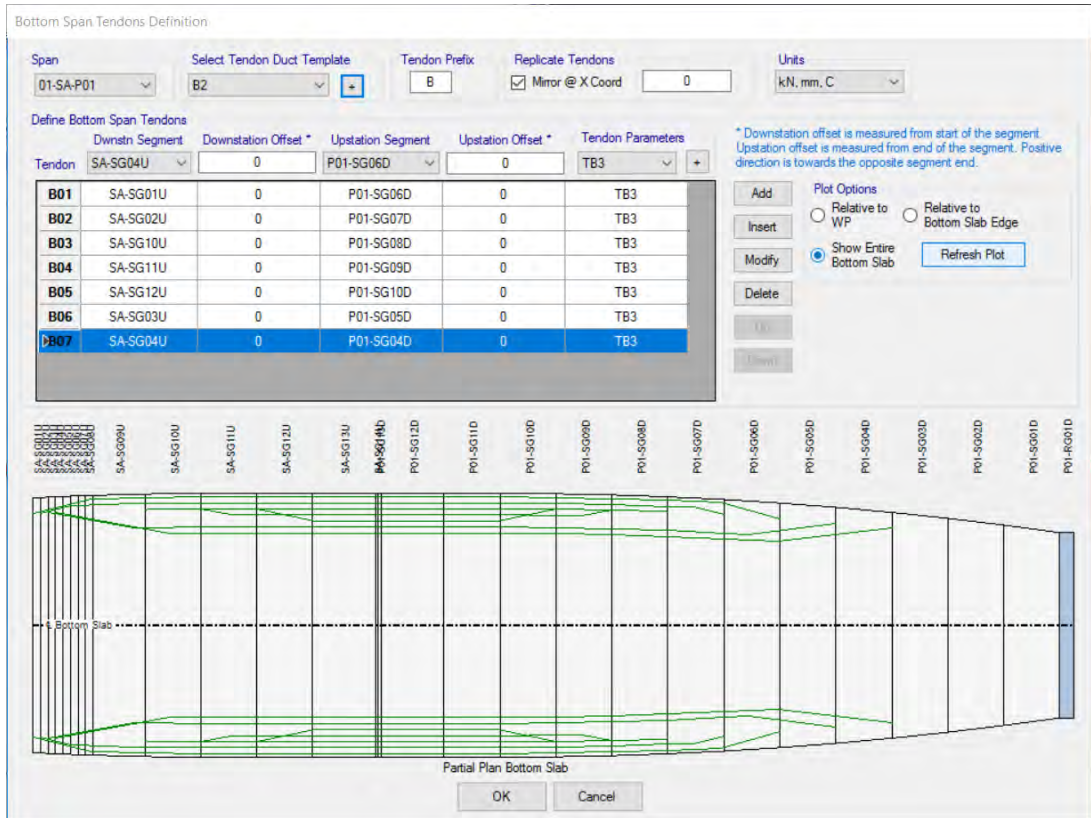 Bottom Span Tendons Definition
Span Select Tendon Duct Template Tendon Prefix Replicate Tendons Units
01-SA-P01 B2 + B Mirror @ X Coord 0 kN, mm, C
Define Bottom Span Tendons
Dwnstn Segment Downstation Offset * Upstation Segment Upstation Offset * Tendon Parameters
Tendon SA-SG04U 0 P01-SG06D 0 TB3 +
B01 SA-SG01U 0 P01-SG06D 0 TB3
B02 SA-SG02U 0 P01-SG07D 0 TB3
B03 SA-SG10U 0 P01-SG08D 0 TB3
B04 SA-SG11U 0 P01-SG09D 0 TB3
B05 SA-SG12U 0 P01-SG10D 0 TB3
B06 SA-SG03U 0 P01-SG05D 0 TB3
B07 SA-SG04U 0 P01-SG04D 0 TB3
* Downstation offset is measured from start of the segment.
Upstation offset is measured from end of the segment. Positive
direction is towards the opposite segment end.
Add
Insert
Modify
Delete
Plot Options
Relative to WP
Relative to Bottom Slab Edge
Show Entire Bottom Slab
Refresh Plot
SA-SG01U
SA-SG08U
SA-SG09U
SA-SG10U
SA-SG11U
SA-SG12U
SA-SG13U
P01-SG12D
P01-SG11D
P01-SG10D
P01-SG09D
P01-SG08D
P01-SG07D
P01-SG06D
P01-SG05D
P01-SG04D
P01-SG03D
P01-SG02D
P01-SG01D
P01-RG01D
℄ Bottom Slab
Partial Plan Bottom Slab
OK Cancel